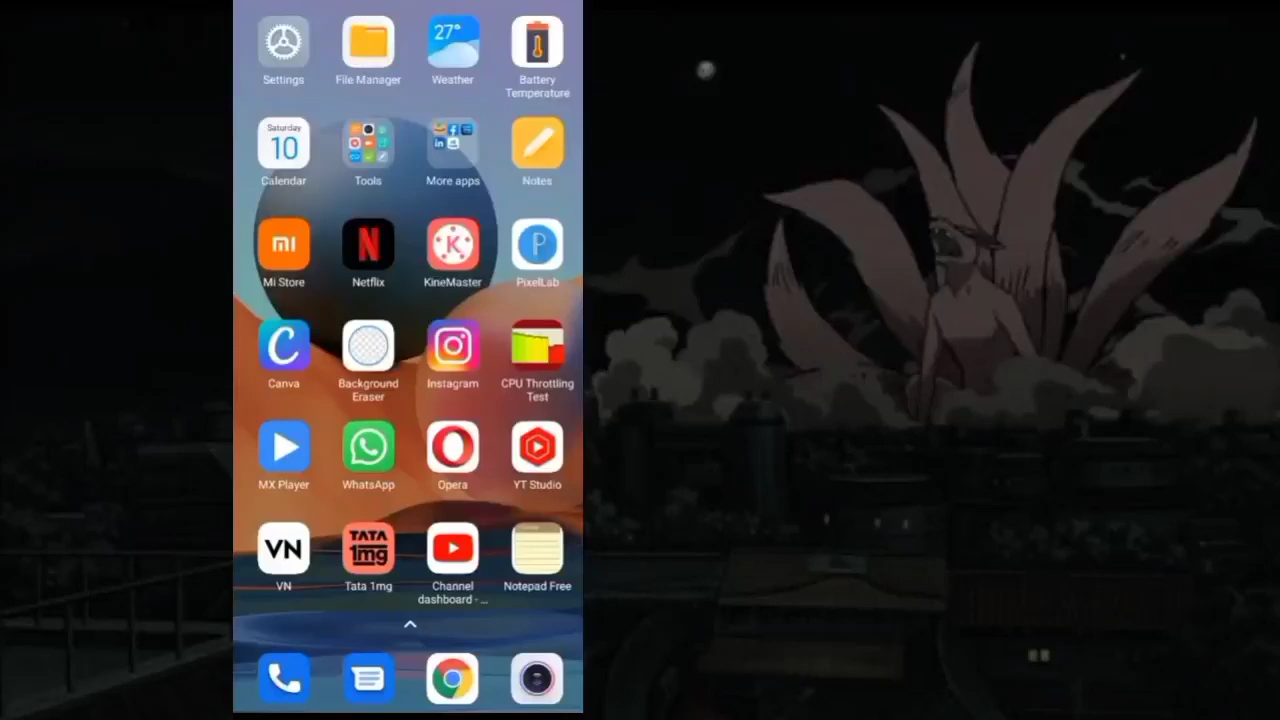 27°
Settings
File Manager
Weather
Battery
Temperature
Saturday
10
Calendar
Tools
More apps
Notes
mi
N
K
P
Mi Store
Netflix
KineMaster
PixelLab
C
Canva
Background
Eraser
Instagram
CPU Throttling
Test
MX Player
WhatsApp
Opera
YT Studio
VN
TATA
1mg
VN
Tata 1mg
Channel
dashboard - ...
Notepad Free
in